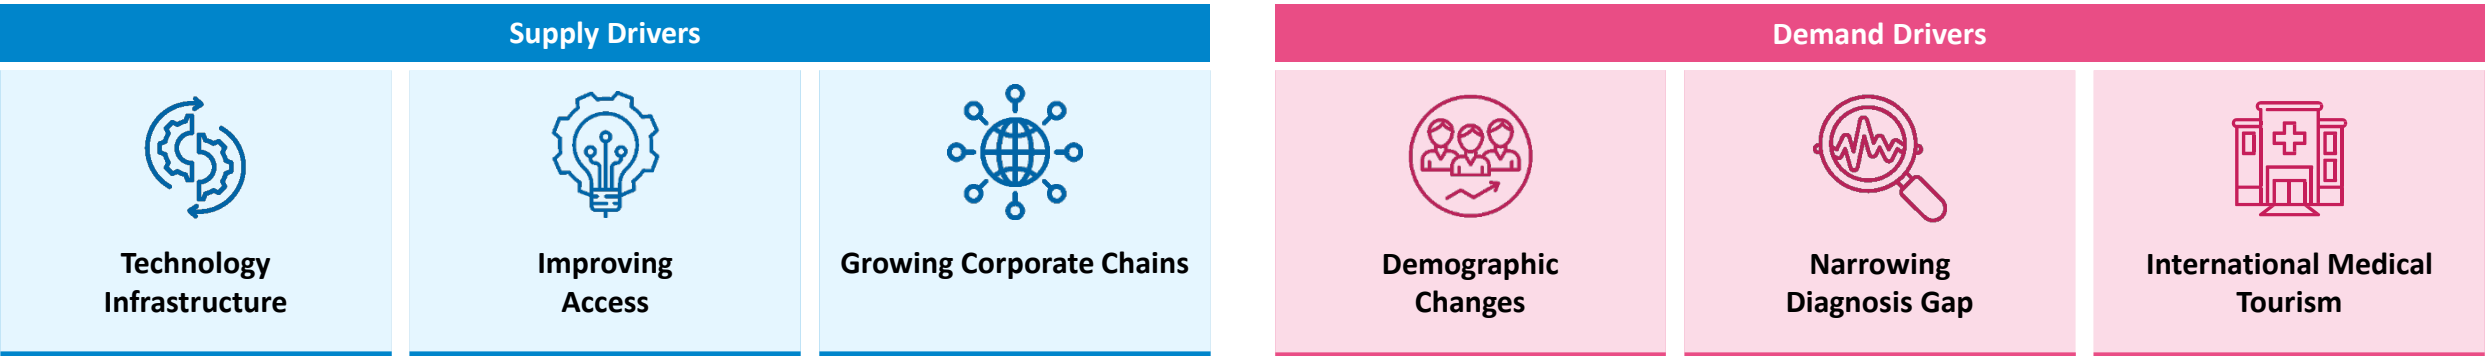 Supply Drivers
Technology
Infrastructure
Improving
Access
Growing Corporate Chains
Demand Drivers
Demographic
Changes
Narrowing
Diagnosis Gap
International Medical
Tourism